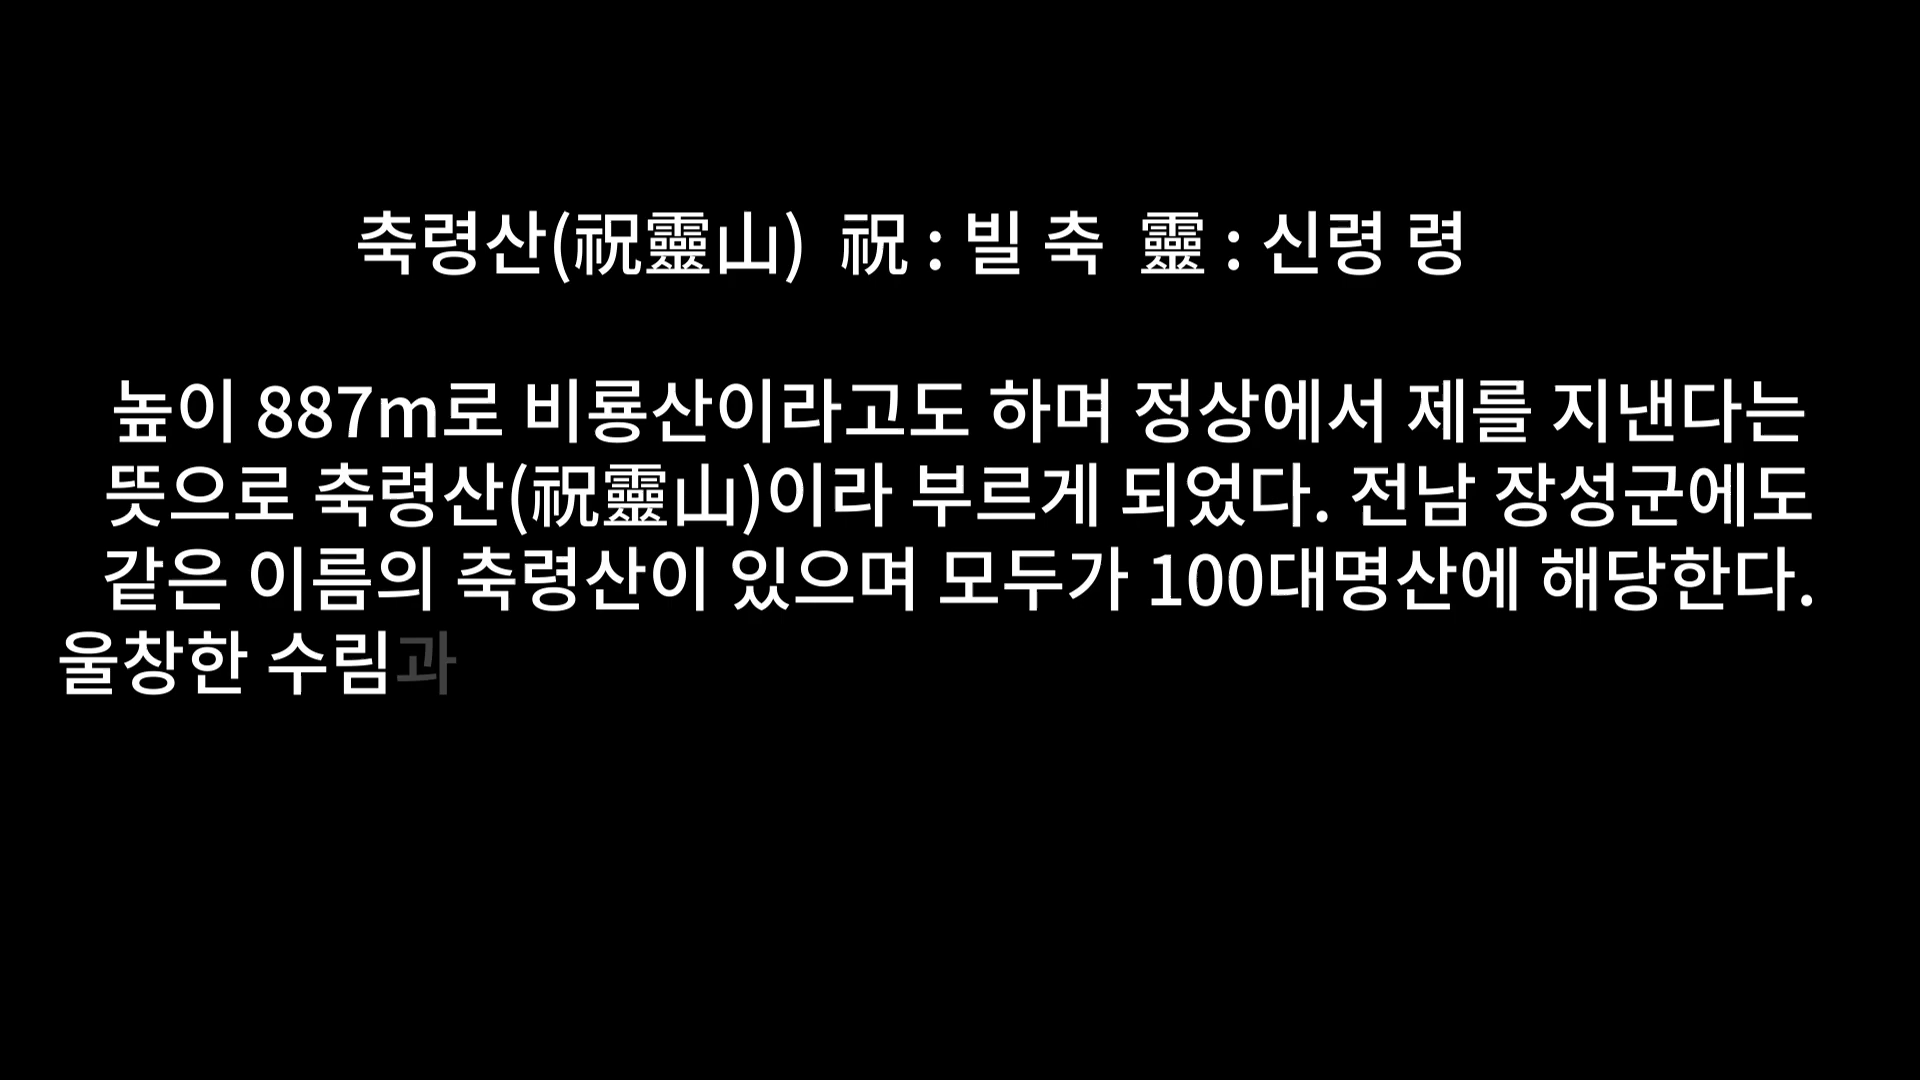 축령산(祝靈山)  祝 : 빌 축  靈 : 신령 령
높이 887m로 비룡산이라고도 하며 정상에서 제를 지낸다는
뜻으로 축령산(祝靈山)이라 부르게 되었다. 전남 장성군에도
같은 이름의 축령산이 있으며 모두가 100대명산에 해당한다.
울창한 수림과